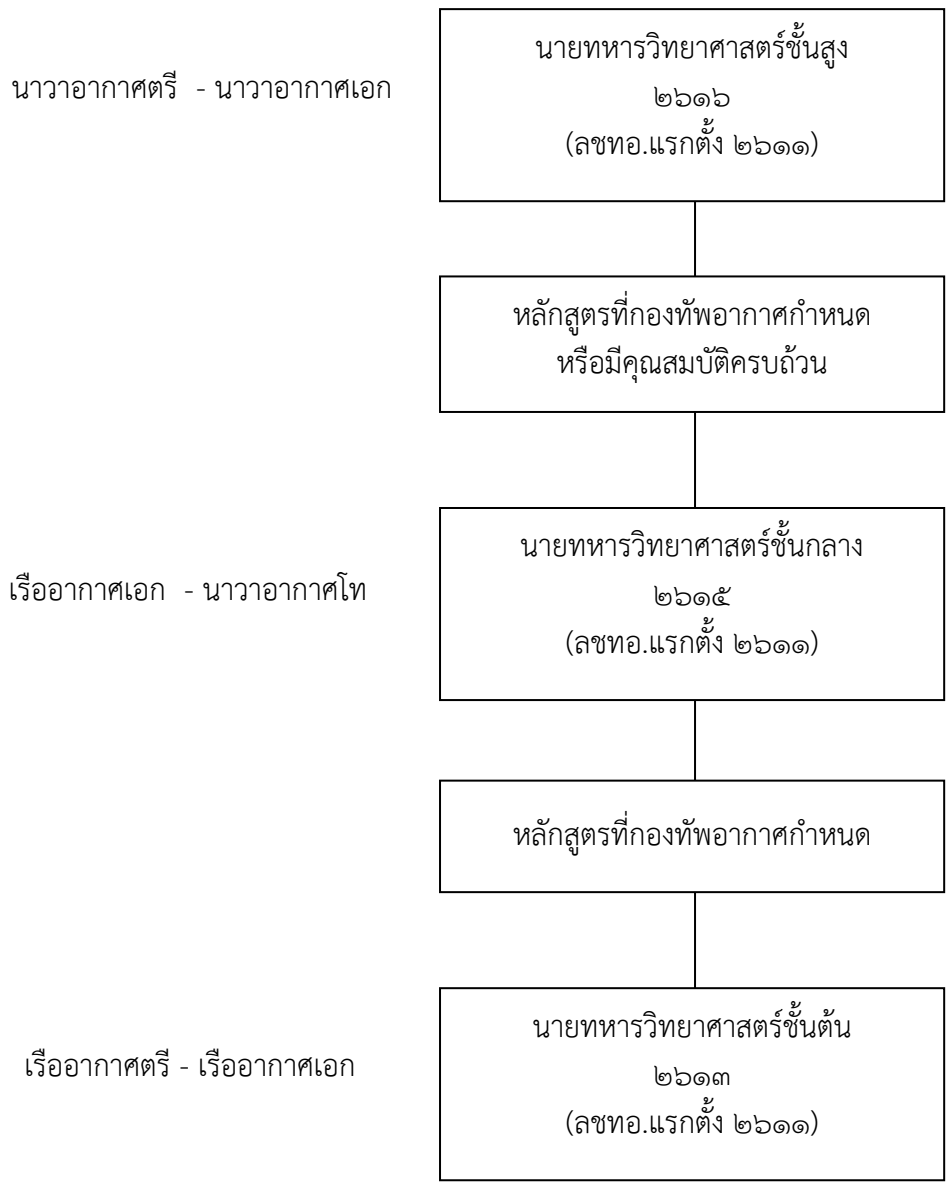 นายทหารวิทยาศาสตร์ชั้นสูง
นาวาอากาศตรี - นาวาอากาศเอก
๒๖๑๖
(ลชทอ.แรกตั้ง ๒๖๑๑)
หลักสูตรที่กองทัพอากาศกำหนด
หรือมีคุณสมบัติครบถ้วน
นายทหารวิทยาศาสตร์ชั้นกลาง
เรืออากาศเอก - นาวาอากาศโท
๒๖๑๕
(ลชทอ.แรกตั้ง ๒๖๑๑)
หลักสูตรที่กองทัพอากาศกำหนด
นายทหารวิทยาศาสตร์ชั้นต้น
เรืออากาศตรี - เรืออากาศเอก
๒๖๑๓
(ลชทอ.แรกตั้ง ๒๖๑๑)